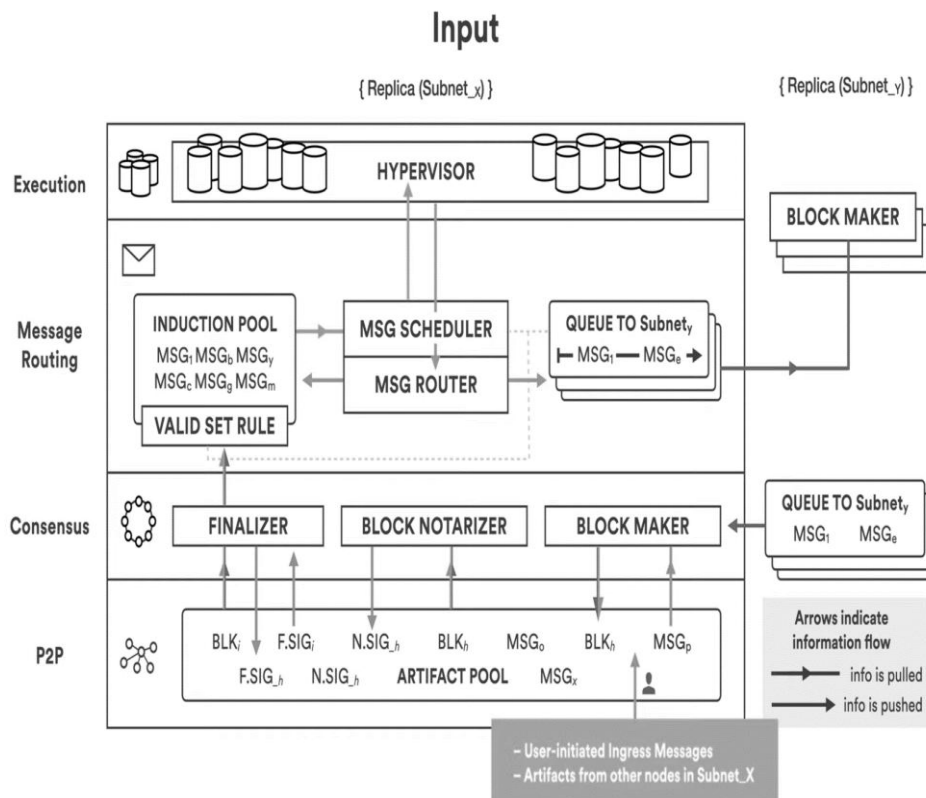 Input
{ Replica (Subnet_X) }
{ Replica (Subnet_Y) }
Execution
HYPERVISOR
BLOCK MAKER
Message
Routing
INDUCTION POOL
MSG₁ MSGb MSGy
MSGc MSGg MSGm
VALID SET RULE
MSG SCHEDULER
MSG ROUTER
QUEUE TO Subnety
MSG₁ MSGe
Consensus
FINALIZER
BLOCK NOTARIZER
BLOCK MAKER
QUEUE TO Subnety
MSG₁ MSGe
P2P
BLKi F.SIGi N.SIG_h BLKh MSGo BLKh MSGp
F.SIG_h N.SIG_h ARTIFACT POOL MSGx
Arrows indicate
information flow
info is pulled
info is pushed
– User-initiated Ingress Messages
– Artifacts from other nodes in Subnet_X